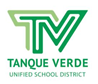 TV
TANQUE VERDE
UNIFIED SCHOOL DISTRICT